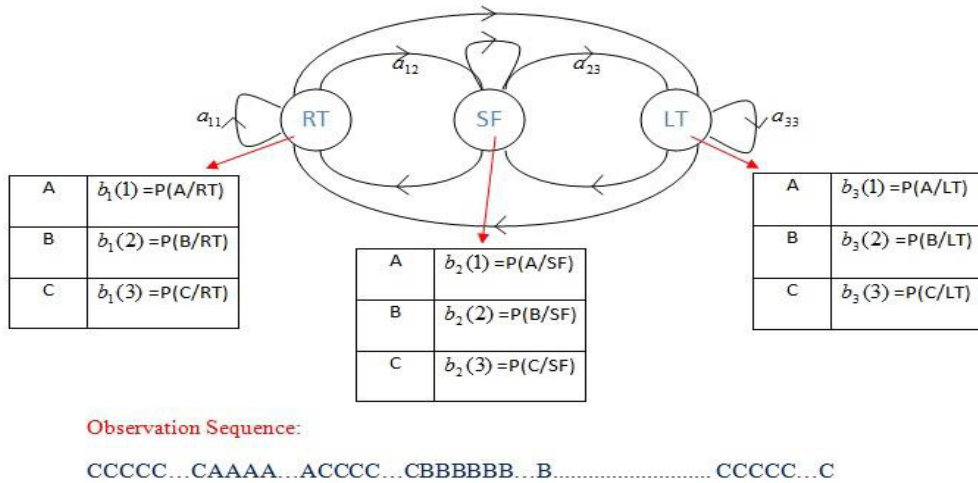 a₁₂
a₂₃
a₁₁ RT SF LT a₃₃
A b₁(1) =P(A/RT)
B b₁(2) =P(B/RT)
C b₁(3) =P(C/RT)
A b₂(1) =P(A/SF)
B b₂(2) =P(B/SF)
C b₂(3) =P(C/SF)
A b₃(1) =P(A/LT)
B b₃(2) =P(B/LT)
C b₃(3) =P(C/LT)
Observation Sequence:
CCCCC...CAAAA...ACCCC...CBBBBBB...B............................ CCCCC...C